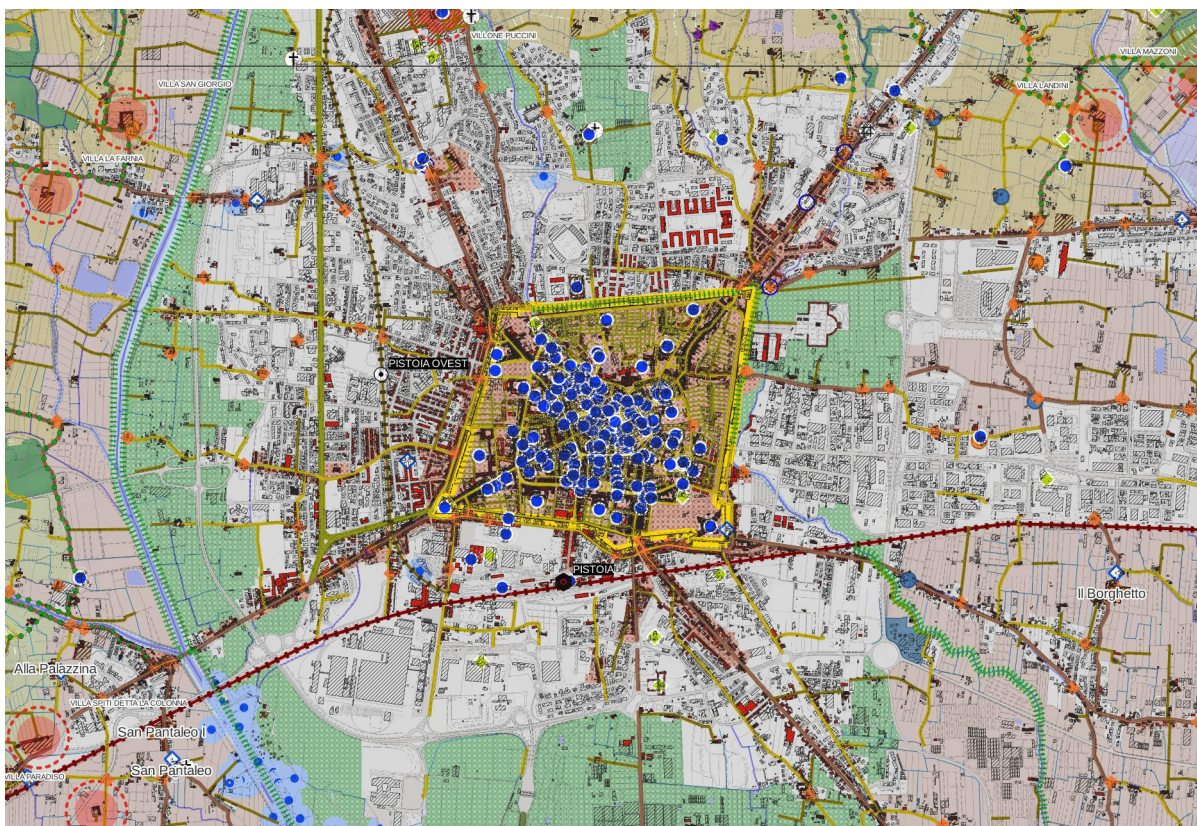 VILLONE PUCCINI
VILLA MAZZONI
VILLA SAN GIORGIO
VILLA LANDINI
VILLA LA FARNIA
PISTOIA OVEST
PISTOIA
Il Borghetto
Alla Palazzina
VILLA SPITI DETTA LA COLONNA
San Pantaleo I
San Pantaleo
VILLA PARADISO